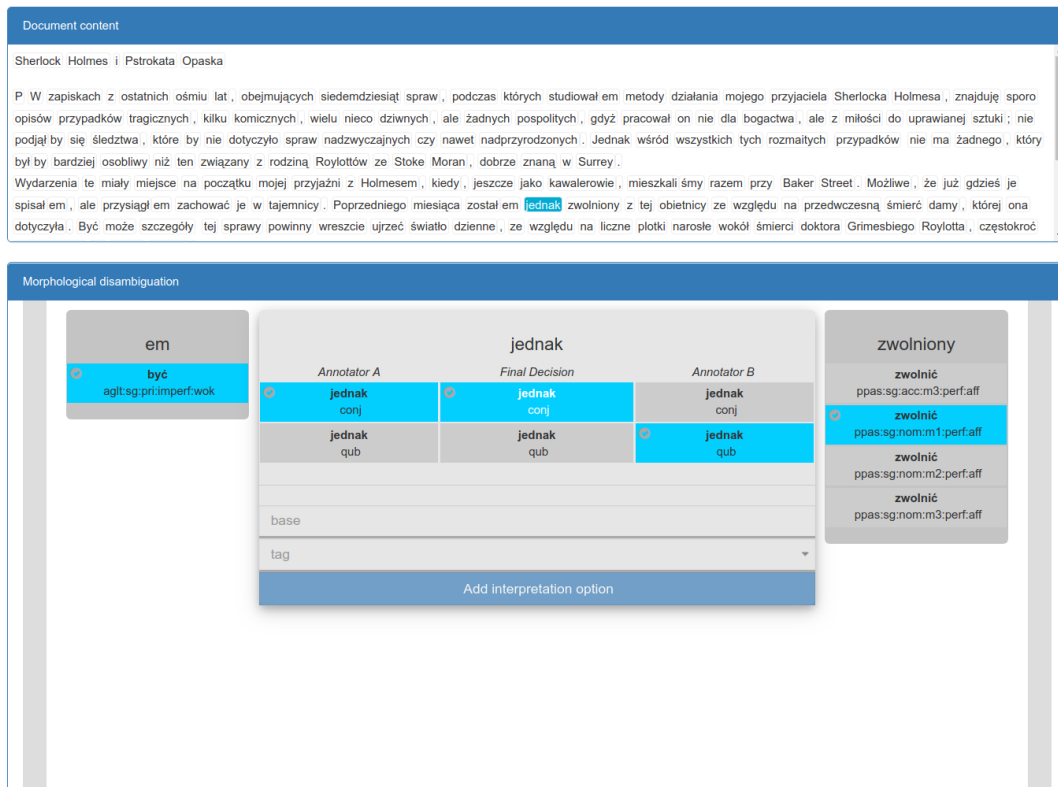 Document content
Sherlock Holmes i Pstrokata Opaska
P W zapiskach z ostatnich ośmiu lat , obejmujących siedemdziesiąt spraw , podczas których studiował em metody działania mojego przyjaciela Sherlocka Holmesa , znajduję sporo
opisów przypadków tragicznych , kilku komicznych , wielu nieco dziwnych , ale żadnych pospolitych , gdyż pracował on nie dla bogactwa , ale z miłości do uprawianej sztuki ; nie
podjął by się śledztwa , które by nie dotyczyło spraw nadzwyczajnych czy nawet nadprzyrodzonych . Jednak wśród wszystkich tych rozmaitych przypadków nie ma żadnego , który
był by bardziej osobliwy niż ten związany z rodziną Roylottów ze Stoke Moran , dobrze znaną w Surrey .
Wydarzenia te miały miejsce na początku mojej przyjaźni z Holmesem , kiedy , jeszcze jako kawalerowie , mieszkali śmy razem przy Baker Street . Możliwe , że już gdzieś je
spisał em , ale przysiągł em zachować je w tajemnicy . Poprzedniego miesiąca został em jednak zwolniony z tej obietnicy ze względu na przedwczesną śmierć damy , której ona
dotyczyła . Być może szczegóły tej sprawy powinny wreszcie ujrzeć światło dzienne , ze względu na liczne plotki narosłe wokół śmierci doktora Grimesbiego Roylotta , częstokroć
Morphological disambiguation
em
być
aglt:sg:pri:imperf:wok
jednak
Annotator A Final Decision Annotator B
jednak jednak jednak
conj conj conj
jednak jednak jednak
qub qub qub
base
tag
Add interpretation option
zwolniony
zwolnić
ppas:sg:acc:m3:perf:aff
zwolnić
ppas:sg:nom:m1:perf:aff
zwolnić
ppas:sg:nom:m2:perf:aff
zwolnić
ppas:sg:nom:m3:perf:aff